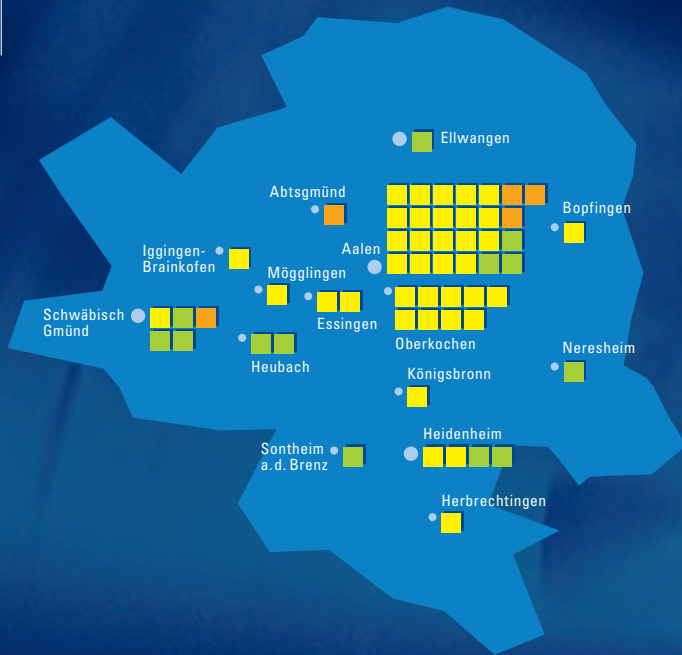 Ellwangen
Abtsgmünd
Bopfingen
Aalen
Iggingen-
Brainkofen
Mögglingen
Schwäbisch
Gmünd
Essingen
Oberkochen
Heubach
Neresheim
Königsbronn
Heidenheim
Sontheim
a.d. Brenz
Herbrechtingen